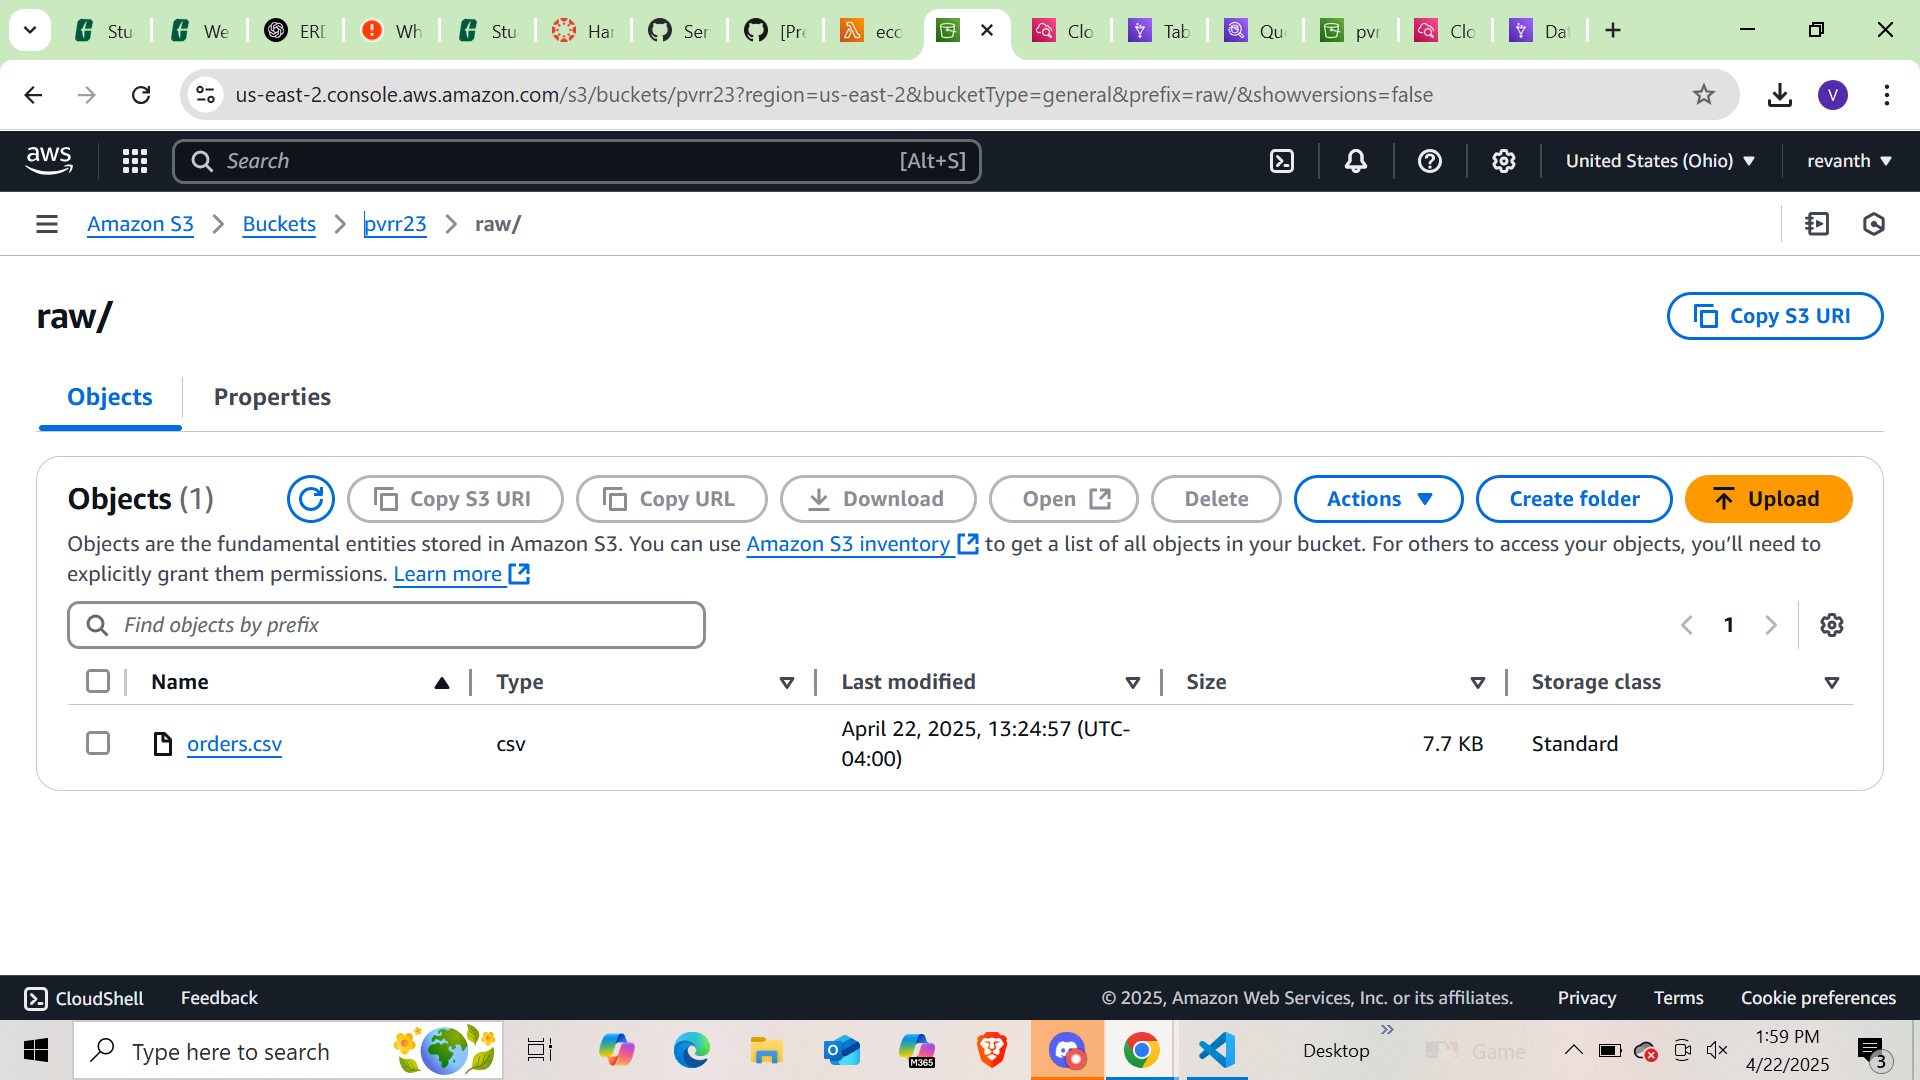 Stu
We
ERD
Wh
Stu
Har
Ser
[Pre
eco
Clo
Tab
Que
pvr
Clo
Dat
us-east-2.console.aws.amazon.com/s3/buckets/pvrr23?region=us-east-2&bucketType=general&prefix=raw/&showversions=false
V
aws
Search
[Alt+S]
United States (Ohio)
revanth
Amazon S3
Buckets
pvrr23
raw/
raw/
Copy S3 URI
Objects
Properties
Objects (1)
Copy S3 URI
Copy URL
Download
Open
Delete
Actions
Create folder
Upload
Objects are the fundamental entities stored in Amazon S3. You can use Amazon S3 inventory to get a list of all objects in your bucket. For others to access your objects, you’ll need to
explicitly grant them permissions. Learn more
Find objects by prefix
1
Name
Type
Last modified
Size
Storage class
orders.csv
csv
April 22, 2025, 13:24:57 (UTC-
04:00)
7.7 KB
Standard
CloudShell
Feedback
© 2025, Amazon Web Services, Inc. or its affiliates.
Privacy
Terms
Cookie preferences
Type here to search
M365
Desktop
Game
1:59 PM
4/22/2025
3